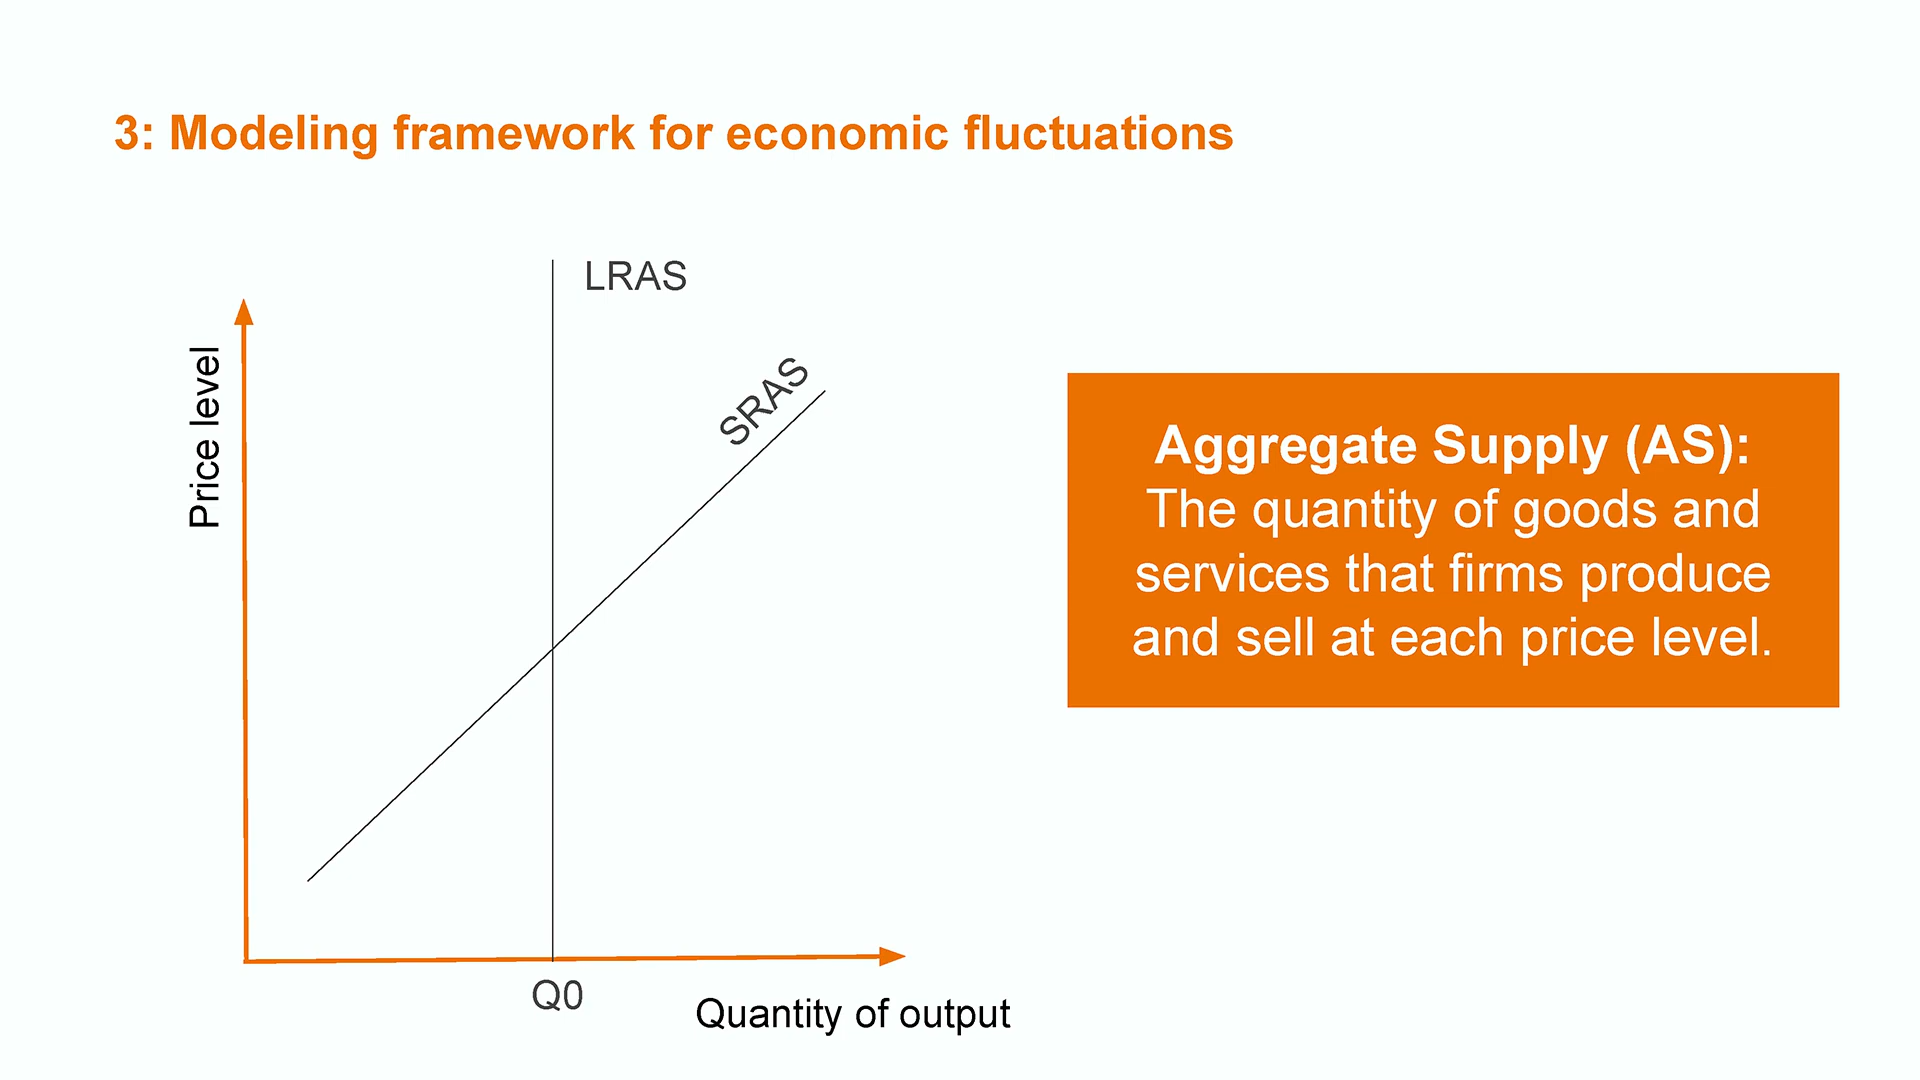 3: Modeling framework for economic fluctuations
LRAS
SRAS
Price level
Q0
Quantity of output
Aggregate Supply (AS):
The quantity of goods and
services that firms produce
and sell at each price level.